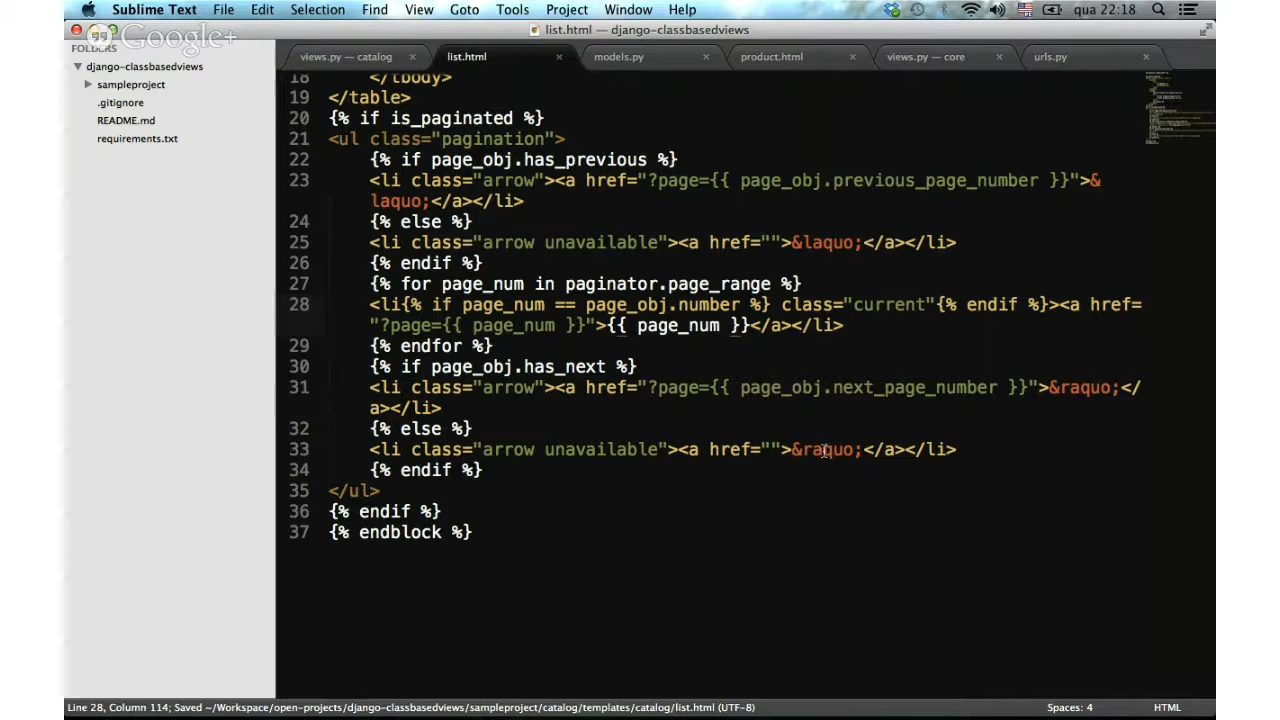 Sublime Text File Edit Selection Find View Goto Tools Project Window Help qua 22:18
Google+
list.html — django-classbasedviews
FOLDERS
django-classbasedviews
sampleproject
.gitignore
README.md
requirements.txt
views.py — catalog × list.html × models.py × product.html × views.py — core × urls.py ×
18 </tbody>
19 </table>
20 {% if is_paginated %}
21 <ul class="pagination">
22 {% if page_obj.has_previous %}
23 <li class="arrow"><a href="?page={{ page_obj.previous_page_number }}">&
laquo;</a></li>
24 {% else %}
25 <li class="arrow unavailable"><a href="">&laquo;</a></li>
26 {% endif %}
27 {% for page_num in paginator.page_range %}
28 <li{% if page_num == page_obj.number %} class="current"{% endif %}><a href=
"?page={{ page_num }}">{{ page_num }}</a></li>
29 {% endfor %}
30 {% if page_obj.has_next %}
31 <li class="arrow"><a href="?page={{ page_obj.next_page_number }}">&raquo;</
a></li>
32 {% else %}
33 <li class="arrow unavailable"><a href="">&raquo;</a></li>
34 {% endif %}
35 </ul>
36 {% endif %}
37 {% endblock %}
Line 28, Column 114; Saved ~/Workspace/open-projects/django-classbasedviews/sampleproject/catalog/templates/catalog/list.html (UTF-8) Spaces: 4 HTML